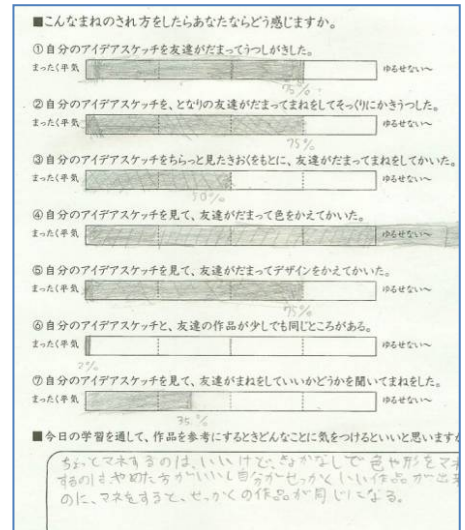 ■こんなまねのされ方をしたらあなたならどう感じますか。
①自分のアイデアスケッチを友達がだまってうつしがきした。
まったく平気 ゆるせない～
75%
②自分のアイデアスケッチを、となりの友達がだまってまねをしてそっくりにかきうつした。
まったく平気 ゆるせない～
75%
③自分のアイデアスケッチをちらっと見たきおくをもとに、友達がだまってまねをしてかいた。
まったく平気 ゆるせない～
50%
④自分のアイデアスケッチを見て、友達がだまって色をかえてかいた。
まったく平気 ゆるせない～
⑤自分のアイデアスケッチを見て、友達がだまってデザインをかえてかいた。
まったく平気 ゆるせない～
75%
⑥自分のアイデアスケッチと、友達の作品が少しでも同じところがある。
まったく平気 ゆるせない～
2%
⑦自分のアイデアスケッチを見て、友達がまねをしていいかどうかを聞いてまねをした。
まったく平気 ゆるせない～
35%
■今日の学習を通して、作品を参考にするときどんなことに気をつけるといいと思いますか
ちょっとマネするのは、いいけど、きょかなしで色や形をマネ
するのはやめた方がいいし自分がせっかくいい作品が出来
のに、マネをすると、せっかくの作品が同じになる。